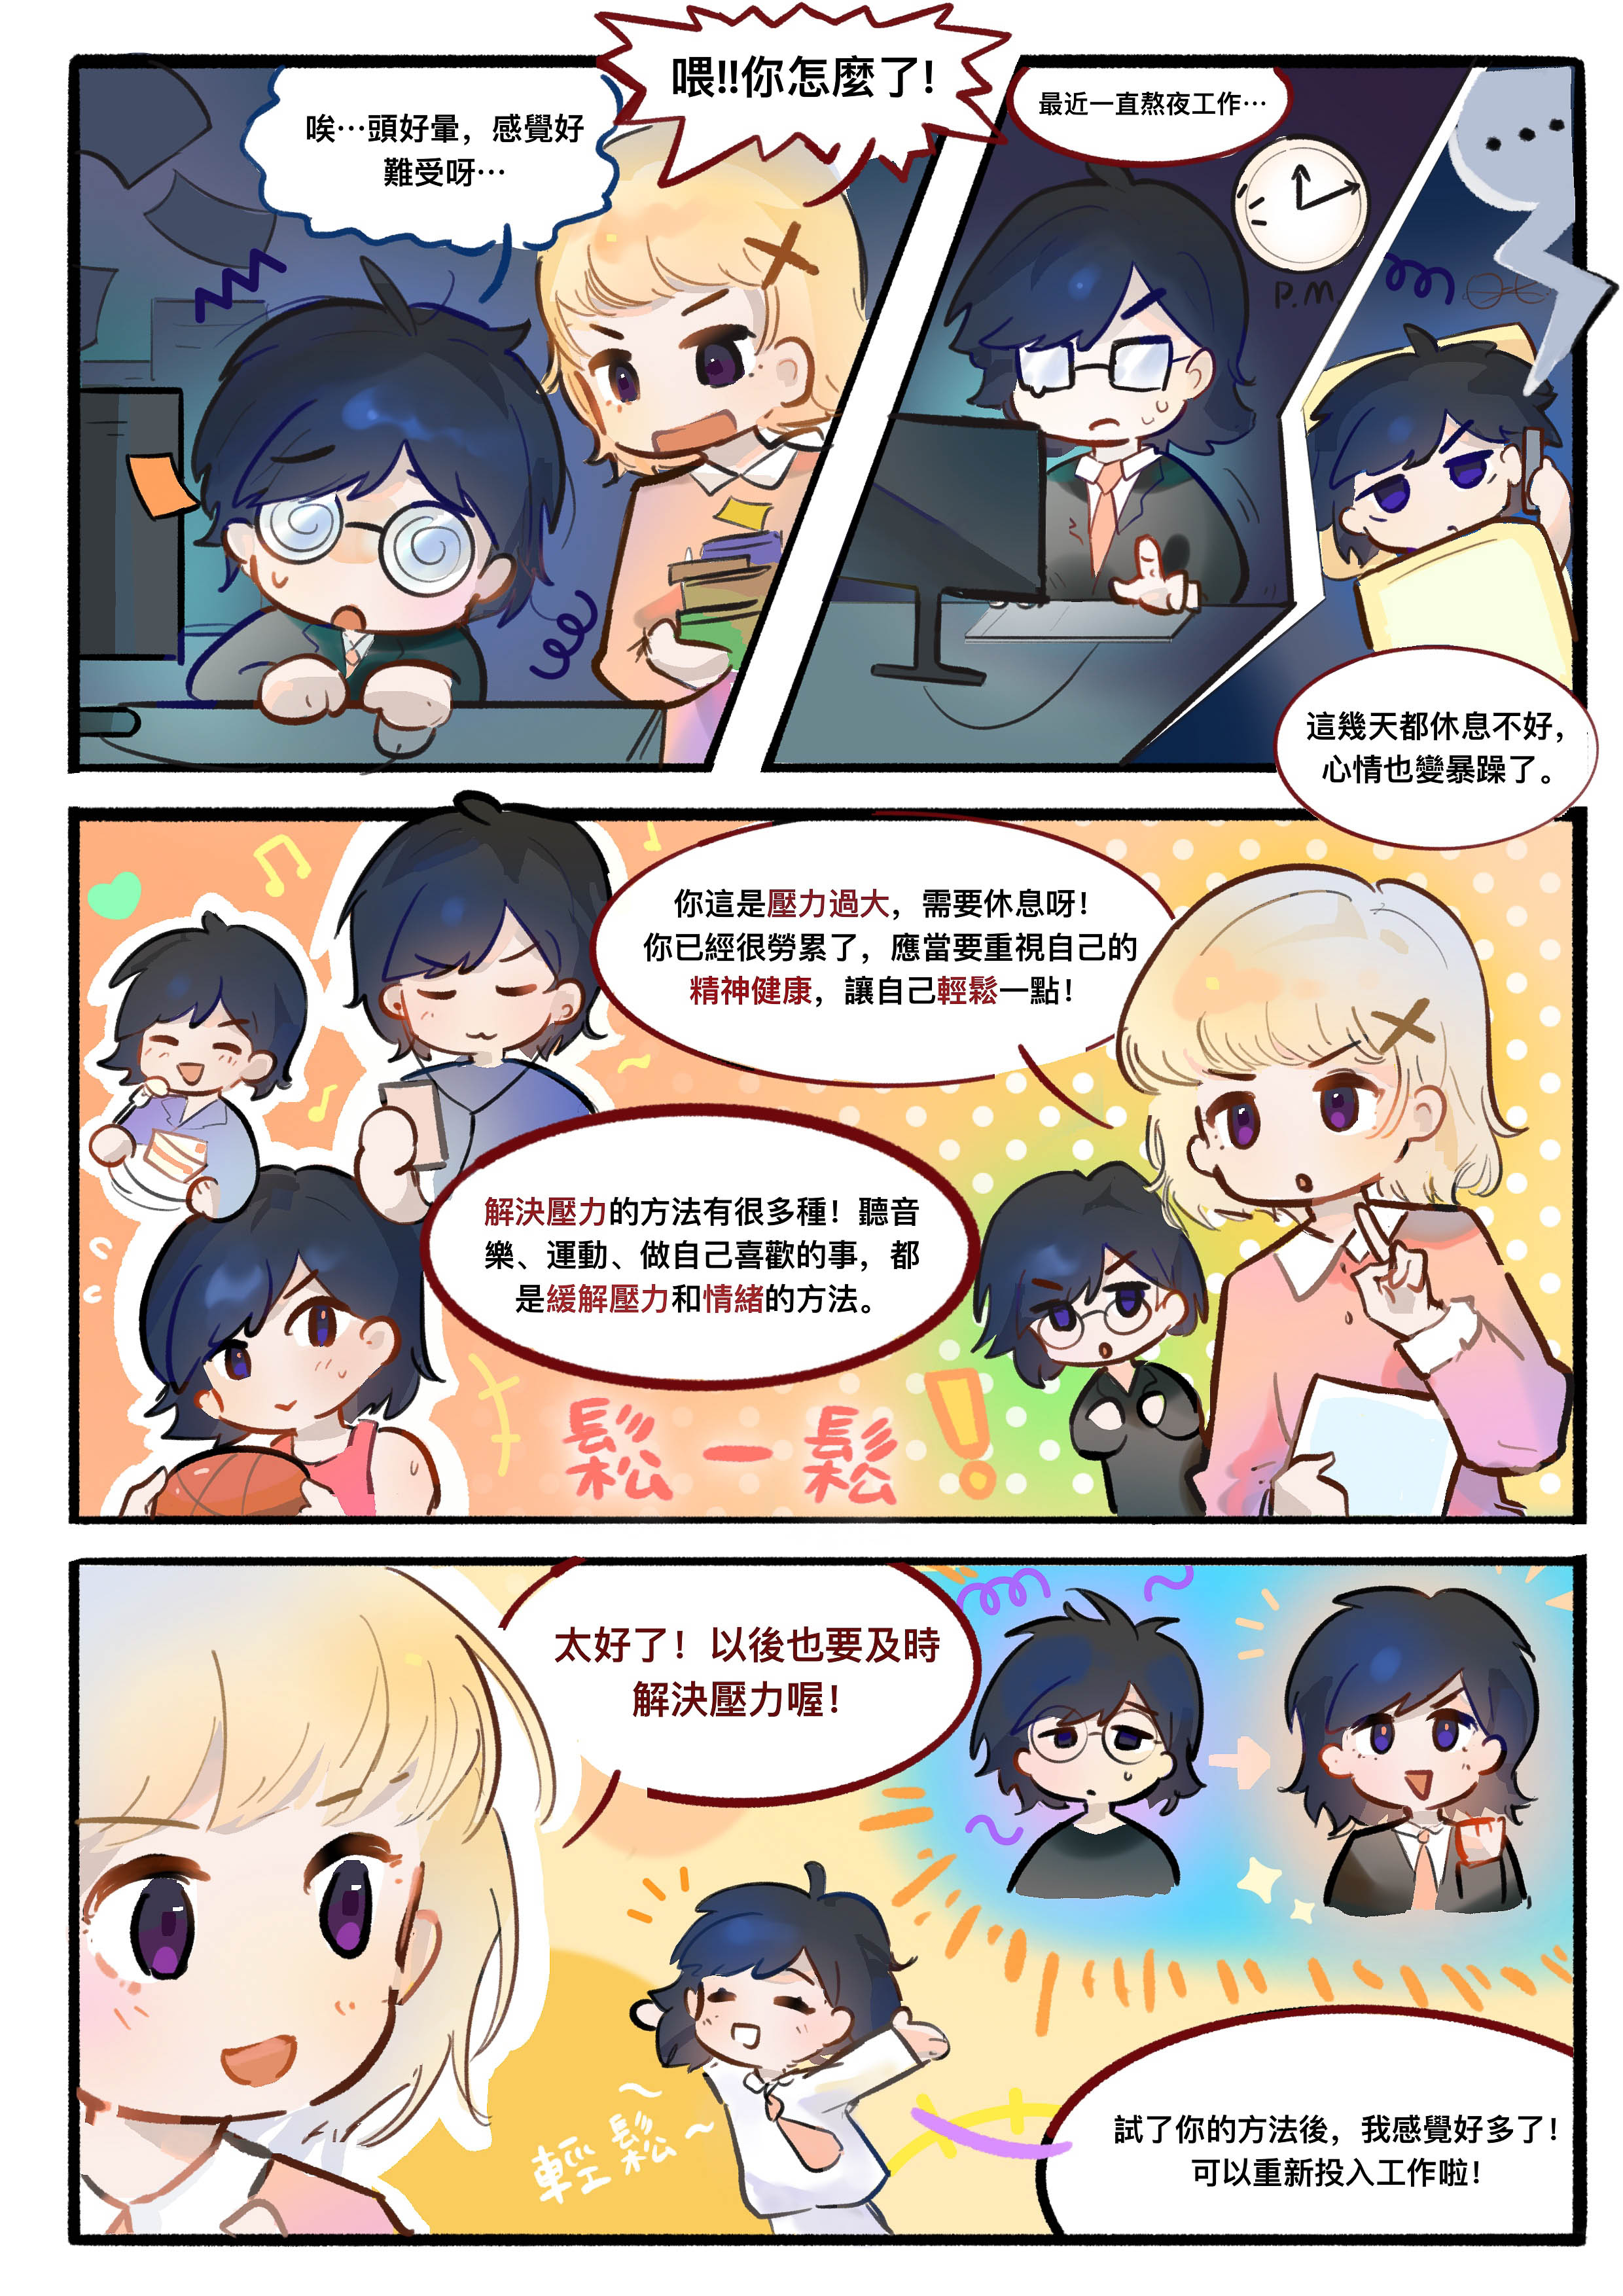 喂!!你怎麼了!
唉…頭好暈，感覺好
難受呀…
最近一直熬夜工作…
P.M.
這幾天都休息不好，
心情也變暴躁了。
你這是壓力過大，需要休息呀！
你已經很勞累了，應當要重視自己的
精神健康，讓自己輕鬆一點！
解決壓力的方法有很多種！聽音
樂、運動、做自己喜歡的事，都
是緩解壓力和情緒的方法。
鬆一鬆！
太好了！以後也要及時
解決壓力喔！
輕鬆~
試了你的方法後，我感覺好多了！
可以重新投入工作啦！